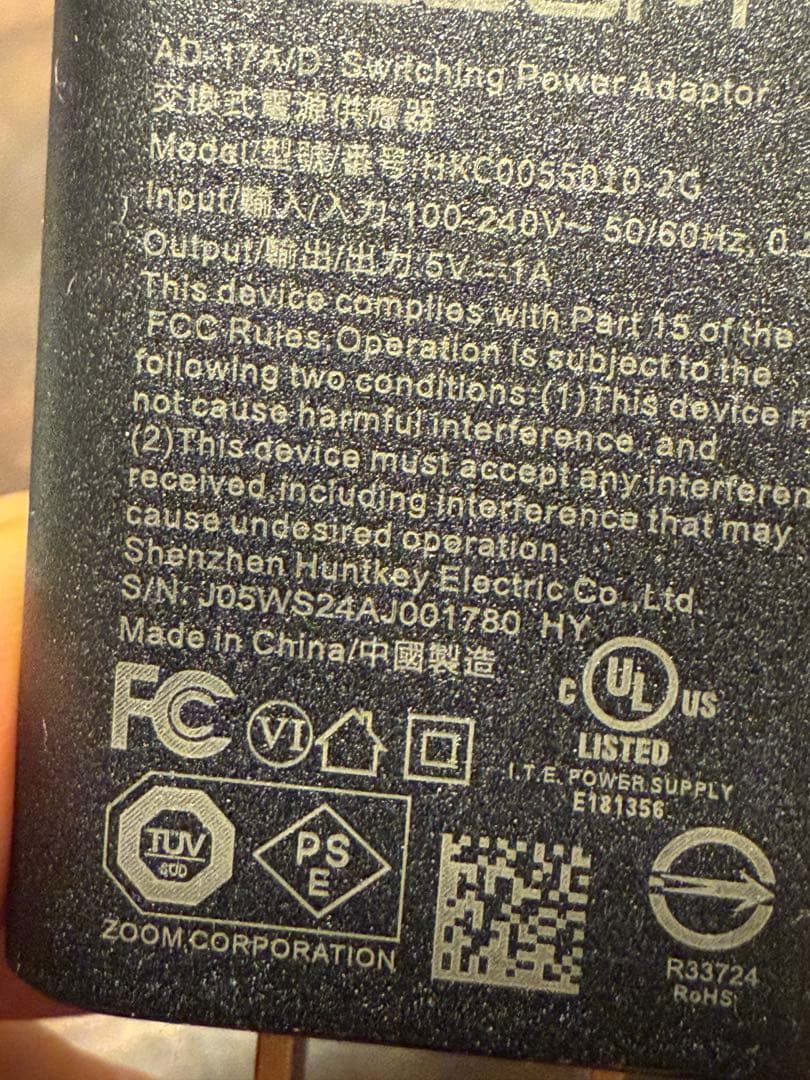 AD-17A/D Switching Power Adaptor
交換式電源供應器
Model/型號/番号:HKC0055010-2G
Input/輸入/入力:100-240V~ 50/60Hz, 0
Output/輸出/出力:5V⎓1A
This device complies with Part 15 of the
FCC Rules. Operation is subject to the
following two conditions:(1)This device
not cause harmful interference, and
(2)This device must accept any interferen
received,including interference that may
cause undesired operation.
Shenzhen Huntkey Electric Co.,Ltd.
S/N: J05WS24AJ001780 HY
Made in China/中國製造
FC
VI
C UL US
LISTED
I.T.E. POWER SUPPLY
E181356
TÜV
SÜD
PS
E
ZOOM CORPORATION
R33724
RoHS